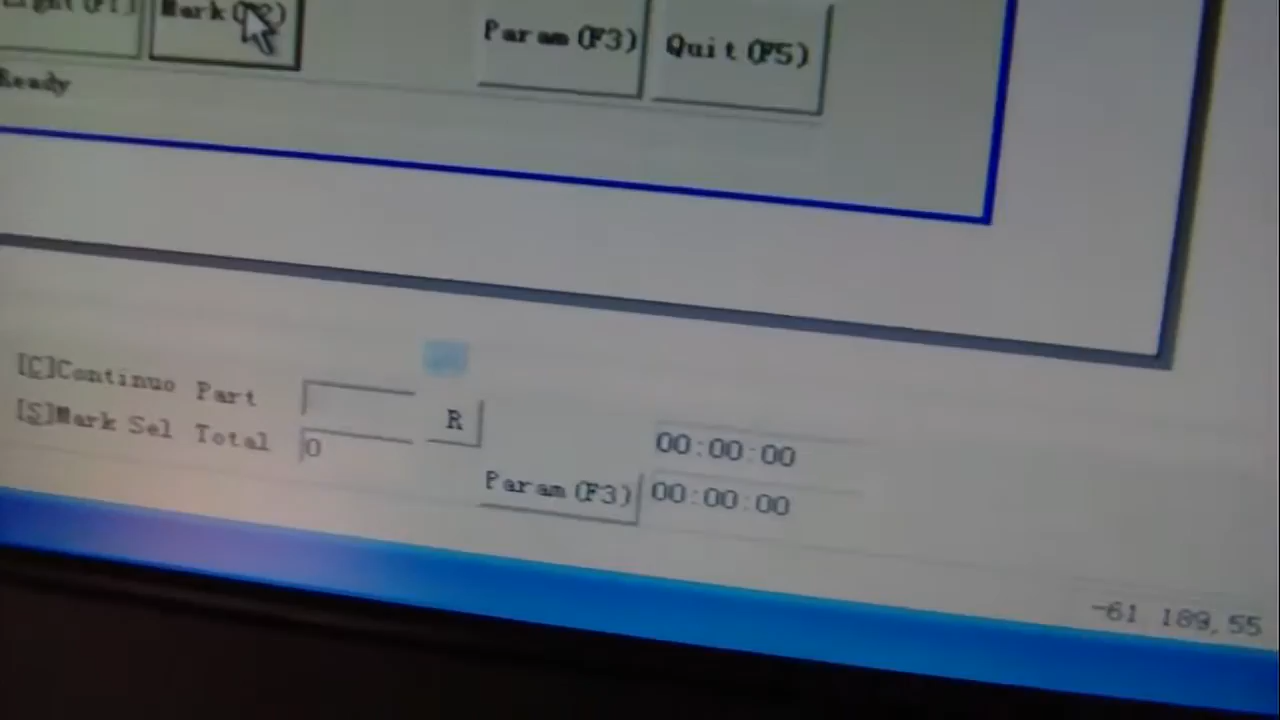 Mark(F2) Param(F3) Quit(F5)
Ready
[C]Continuo Part
R
[S]Mark Sel Total 0
00:00:00
Param(F3) 00:00:00
-61 189,55